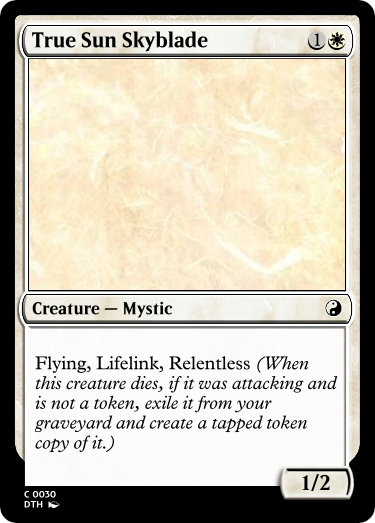 True Sun Skyblade 1
Creature — Mystic
Flying, Lifelink, Relentless (When
this creature dies, if it was attacking and
is not a token, exile it from your
graveyard and create a tapped token
copy of it.)
1/2
C 0030
DTH